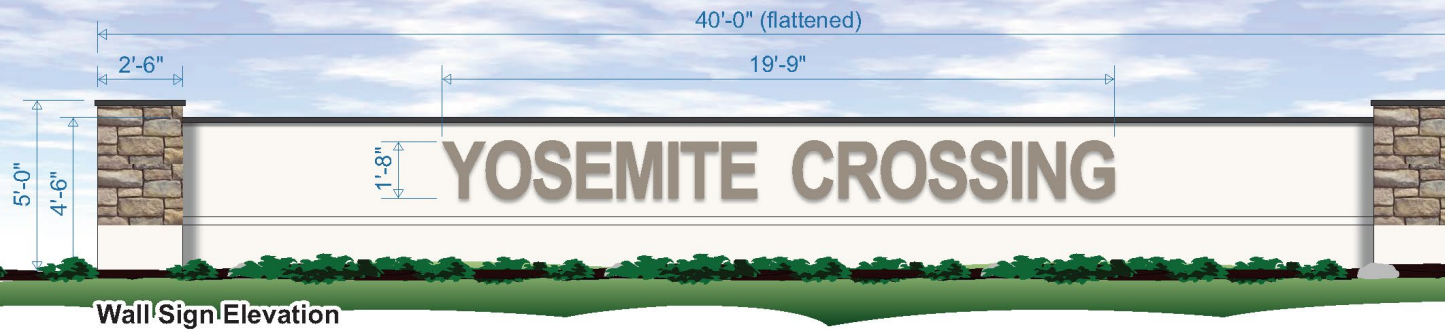 40'-0" (flattened)
2'-6"
19'-9"
5'-0"
4'-6"
1'-8"
YOSEMITE CROSSING
Wall Sign Elevation